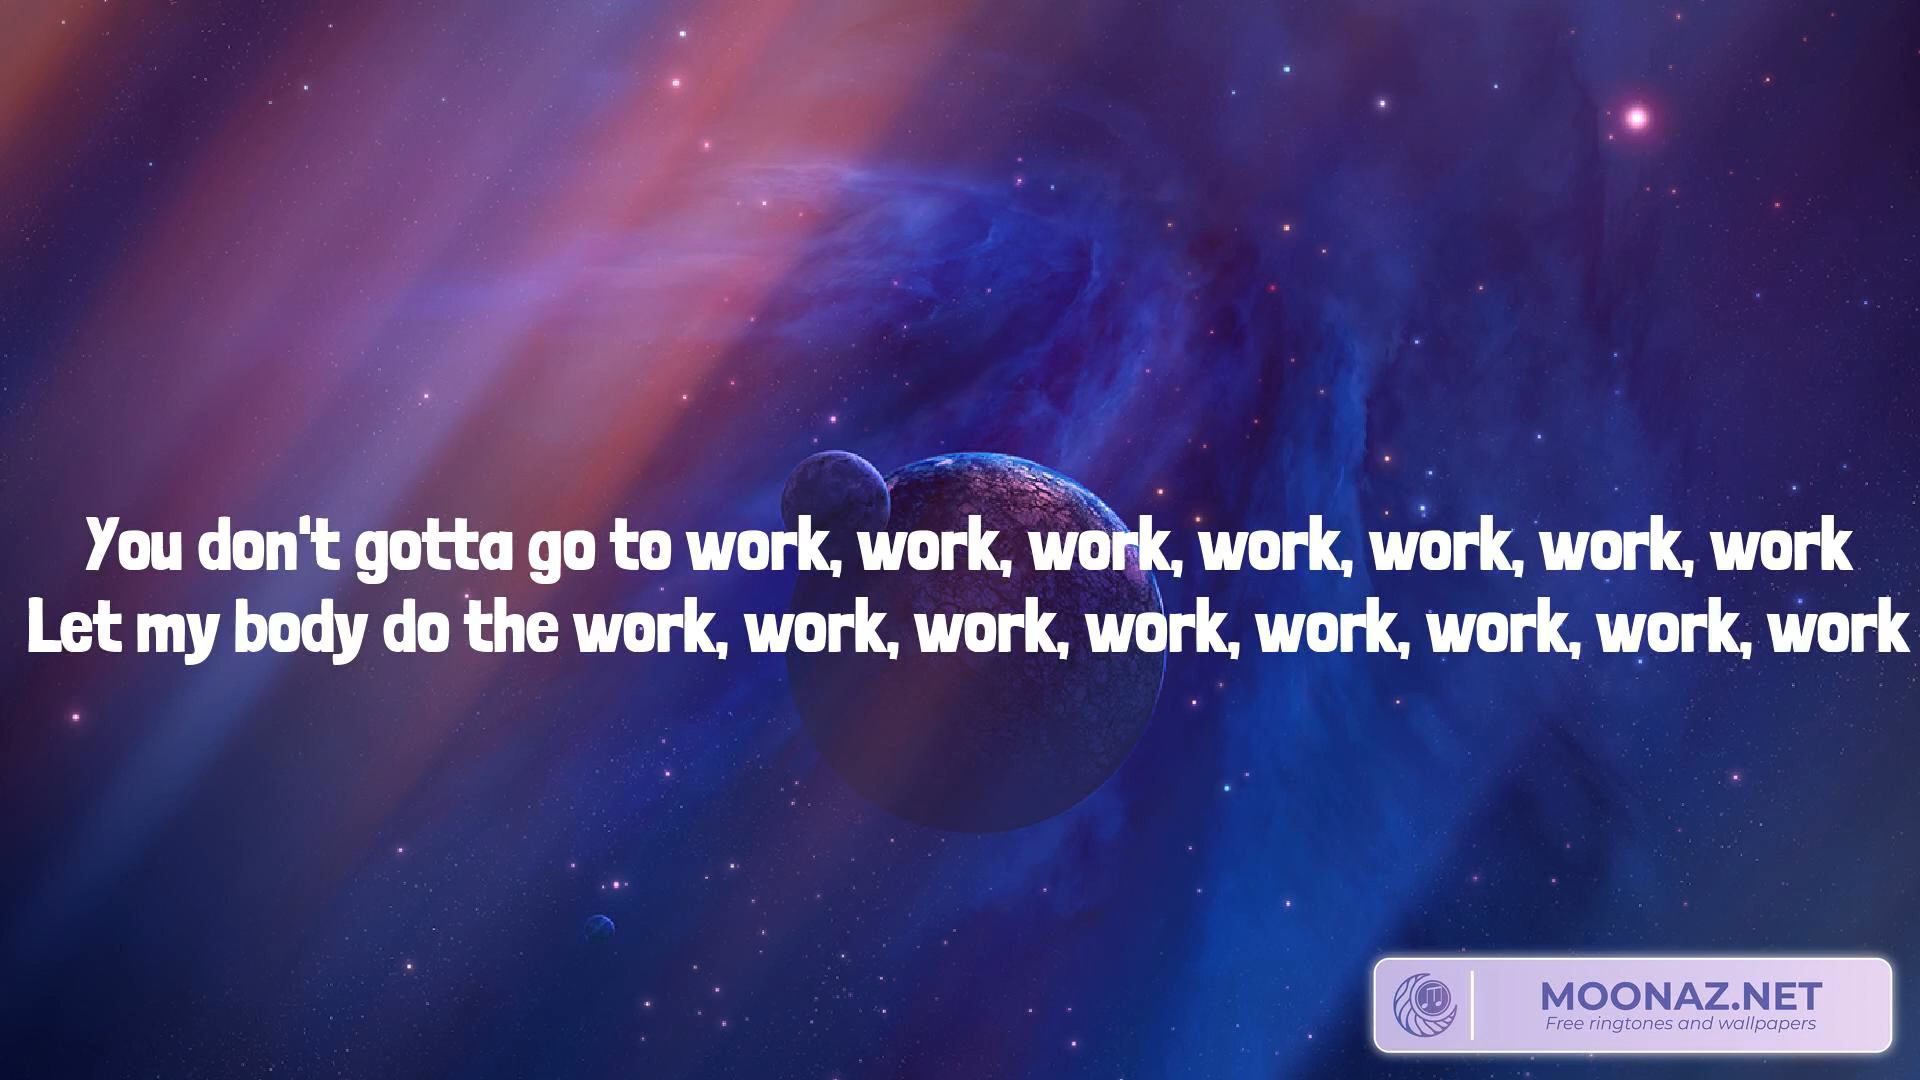 You don't gotta go to work, work, work, work, work, work, work
Let my body do the work, work, work, work, work, work, work, work
MOONAZ.NET
Free ringtones and wallpapers